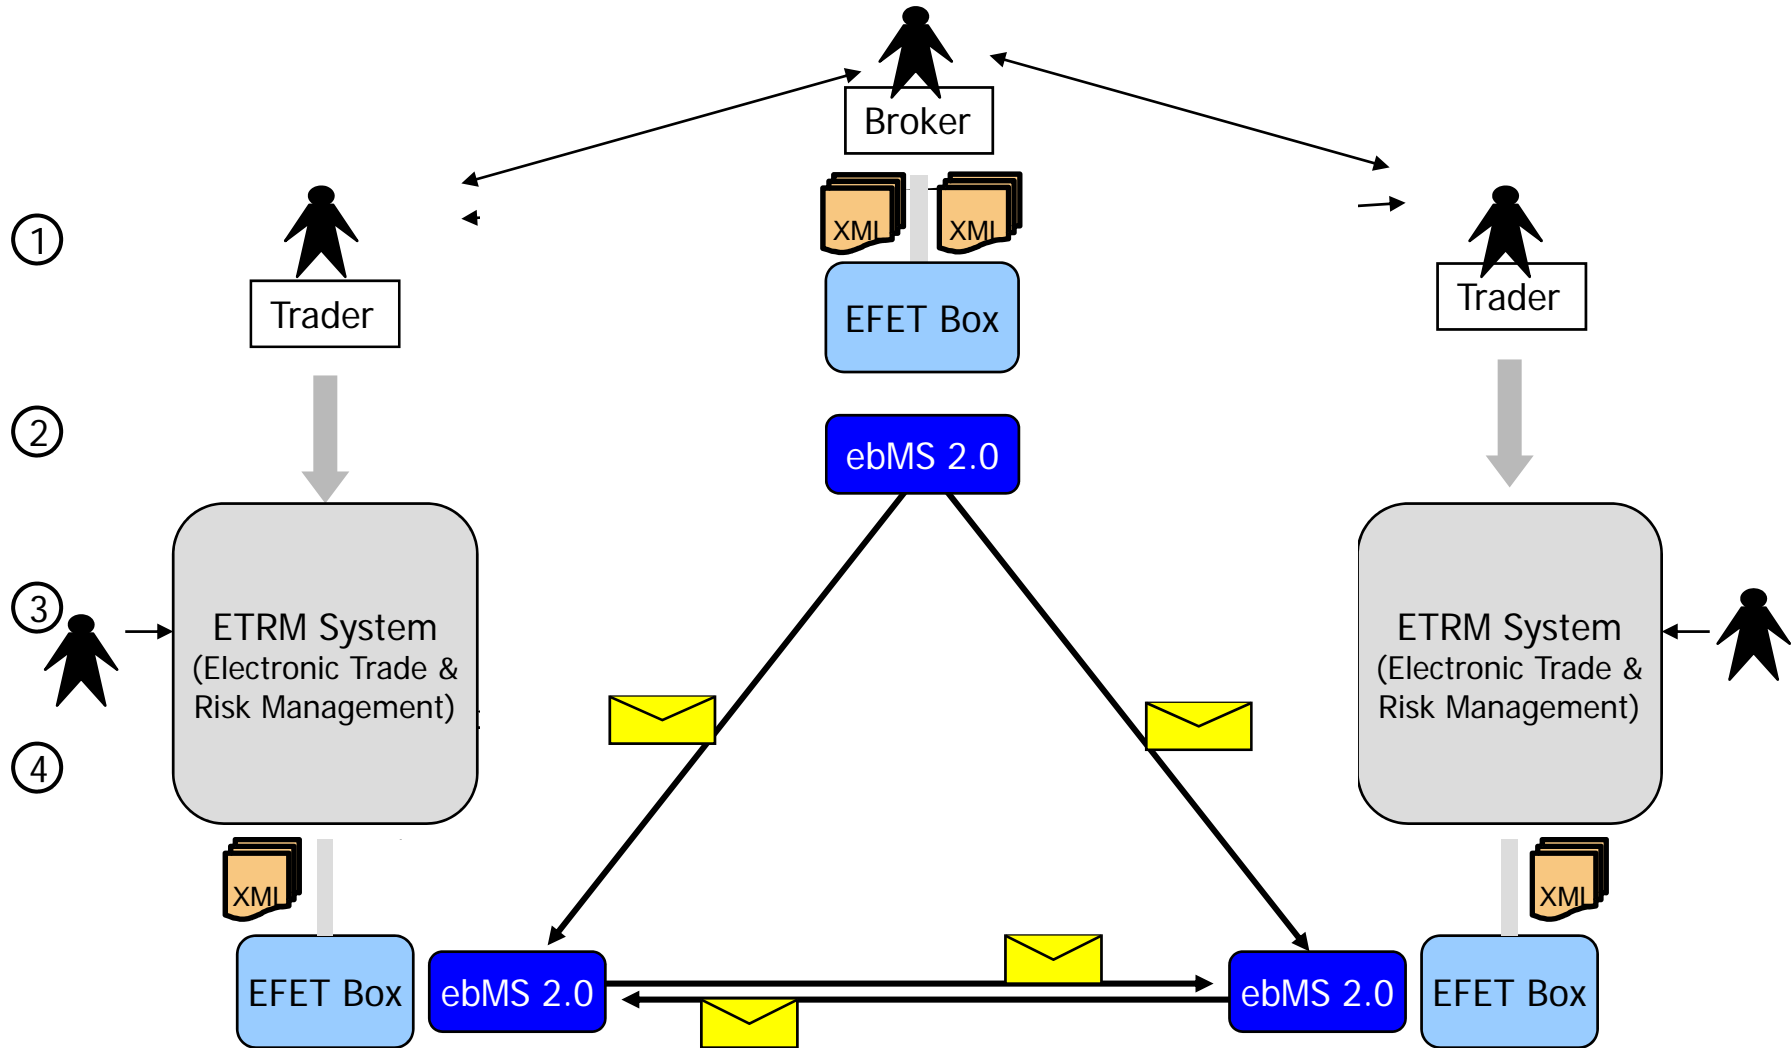 Broker
XML
XML
1
Trader
Trader
EFET Box
2
ebMS 2.0
3
ETRM System
(Electronic Trade &
Risk Management)
ETRM System
(Electronic Trade &
Risk Management)
4
XML
XML
EFET Box
ebMS 2.0
ebMS 2.0
EFET Box